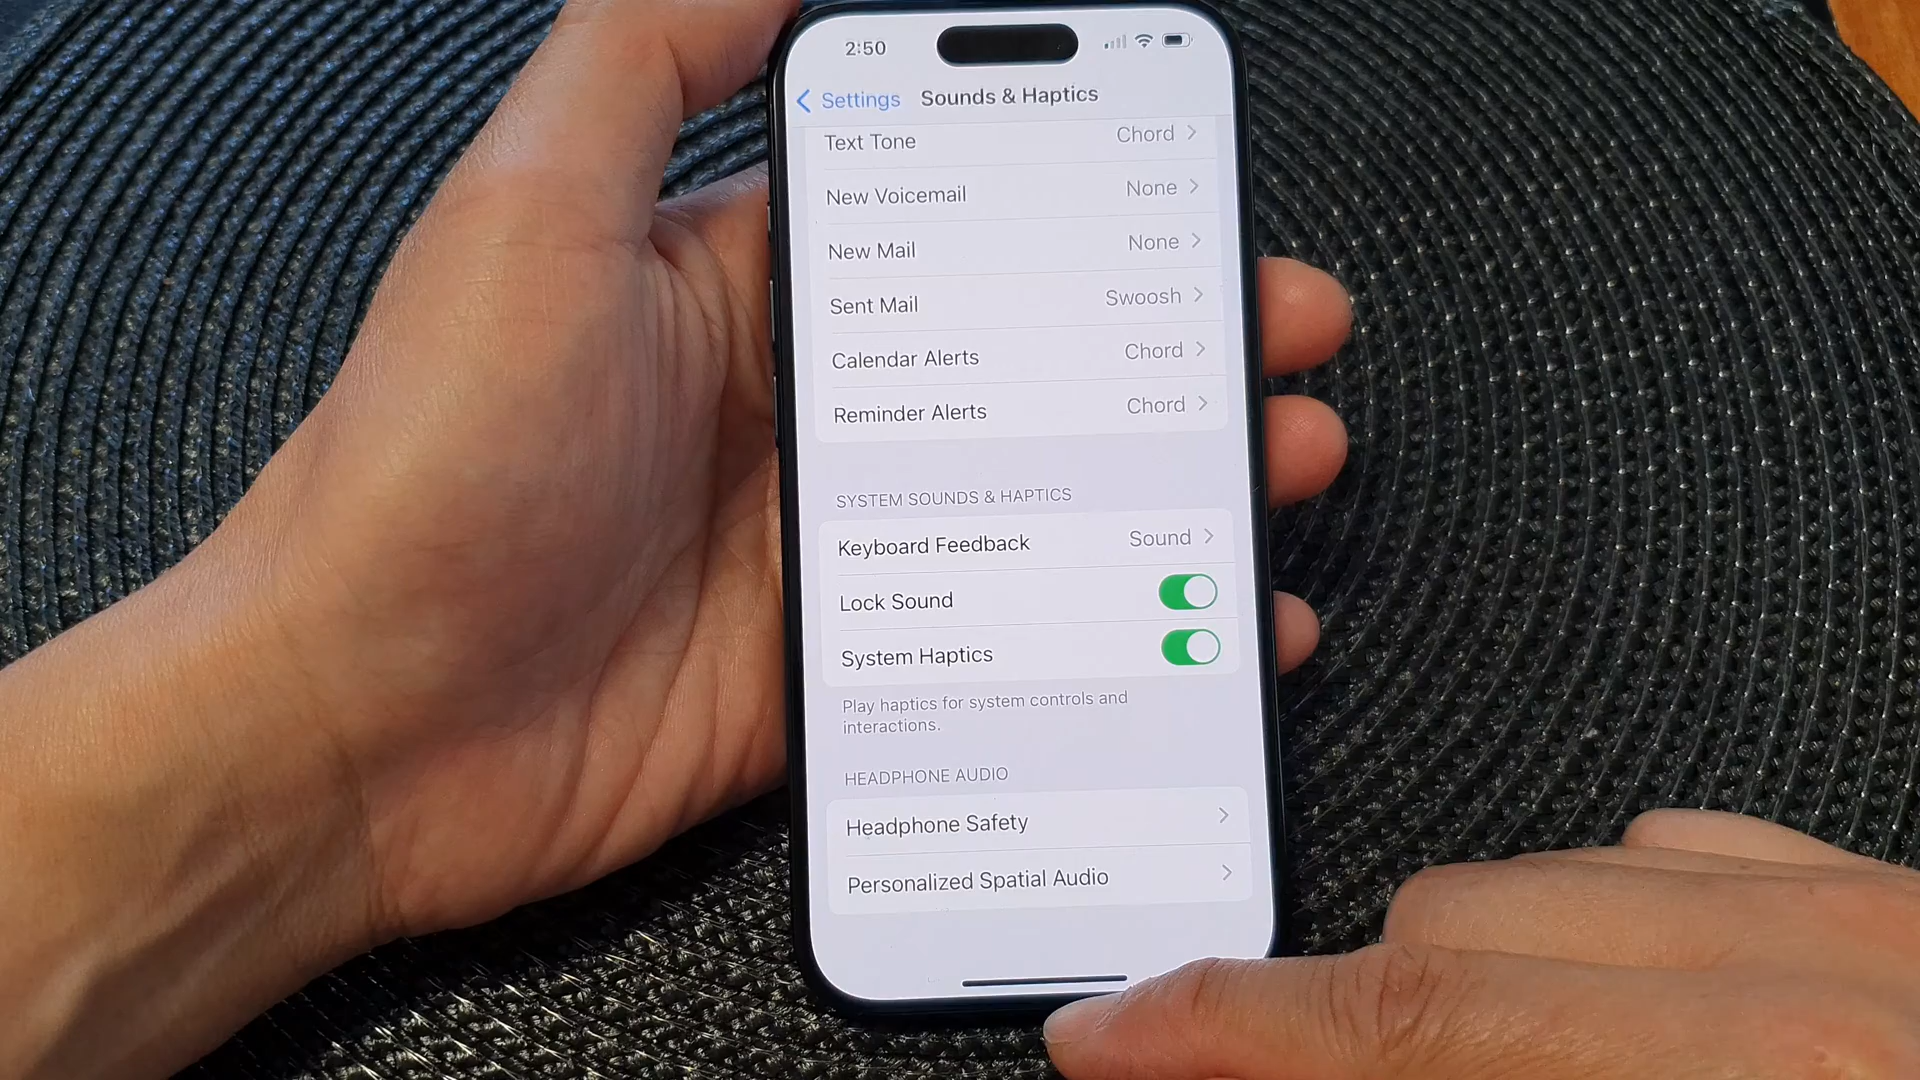 2:50
Settings Sounds & Haptics
Text Tone Chord
New Voicemail None
New Mail None
Sent Mail Swoosh
Calendar Alerts Chord
Reminder Alerts Chord
SYSTEM SOUNDS & HAPTICS
Keyboard Feedback Sound
Lock Sound
System Haptics
Play haptics for system controls and
interactions.
HEADPHONE AUDIO
Headphone Safety
Personalized Spatial Audio